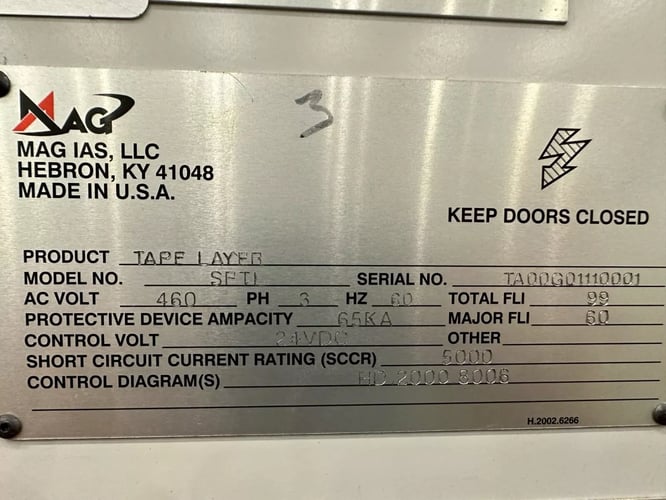 3
MAG
MAG IAS, LLC
HEBRON, KY 41048
MADE IN U.S.A.
KEEP DOORS CLOSED
PRODUCT TAPE LAYER
MODEL NO. SERIAL NO. TA00G01110001
AC VOLT 460 PH 3 HZ 60 TOTAL FLI 99
PROTECTIVE DEVICE AMPACITY 65KA MAJOR FLI 60
CONTROL VOLT 24VDC OTHER
SHORT CIRCUIT CURRENT RATING (SCCR) 5000
CONTROL DIAGRAM(S) HD 2000 8006
H.2002.6266